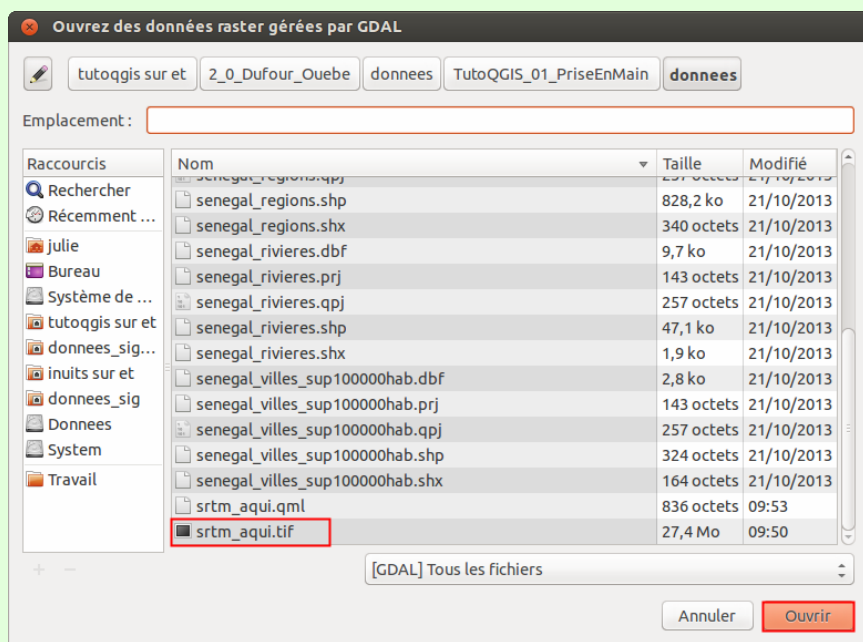 Ouvrez des données raster gérées par GDAL
tutoqgis sur et 2_0_Dufour_Ouebe donnees TutoQGIS_01_PriseEnMain donnees
Emplacement :
Raccourcis Nom Taille Modifié
Rechercher
Récemment ...
julie
Bureau
Système de ...
tutoqgis sur et
donnees_sig...
inuits sur et
donnees_sig
Donnees
System
Travail
senegal_regions.qpj 257 octets 21/10/2013
senegal_regions.shp 828,2 ko 21/10/2013
senegal_regions.shx 340 octets 21/10/2013
senegal_rivieres.dbf 9,7 ko 21/10/2013
senegal_rivieres.prj 143 octets 21/10/2013
senegal_rivieres.qpj 257 octets 21/10/2013
senegal_rivieres.shp 47,1 ko 21/10/2013
senegal_rivieres.shx 1,9 ko 21/10/2013
senegal_villes_sup100000hab.dbf 2,8 ko 21/10/2013
senegal_villes_sup100000hab.prj 143 octets 21/10/2013
senegal_villes_sup100000hab.qpj 257 octets 21/10/2013
senegal_villes_sup100000hab.shp 324 octets 21/10/2013
senegal_villes_sup100000hab.shx 164 octets 21/10/2013
srtm_aqui.qml 836 octets 09:53
srtm_aqui.tif 27,4 Mo 09:50
[GDAL] Tous les fichiers
Annuler Ouvrir